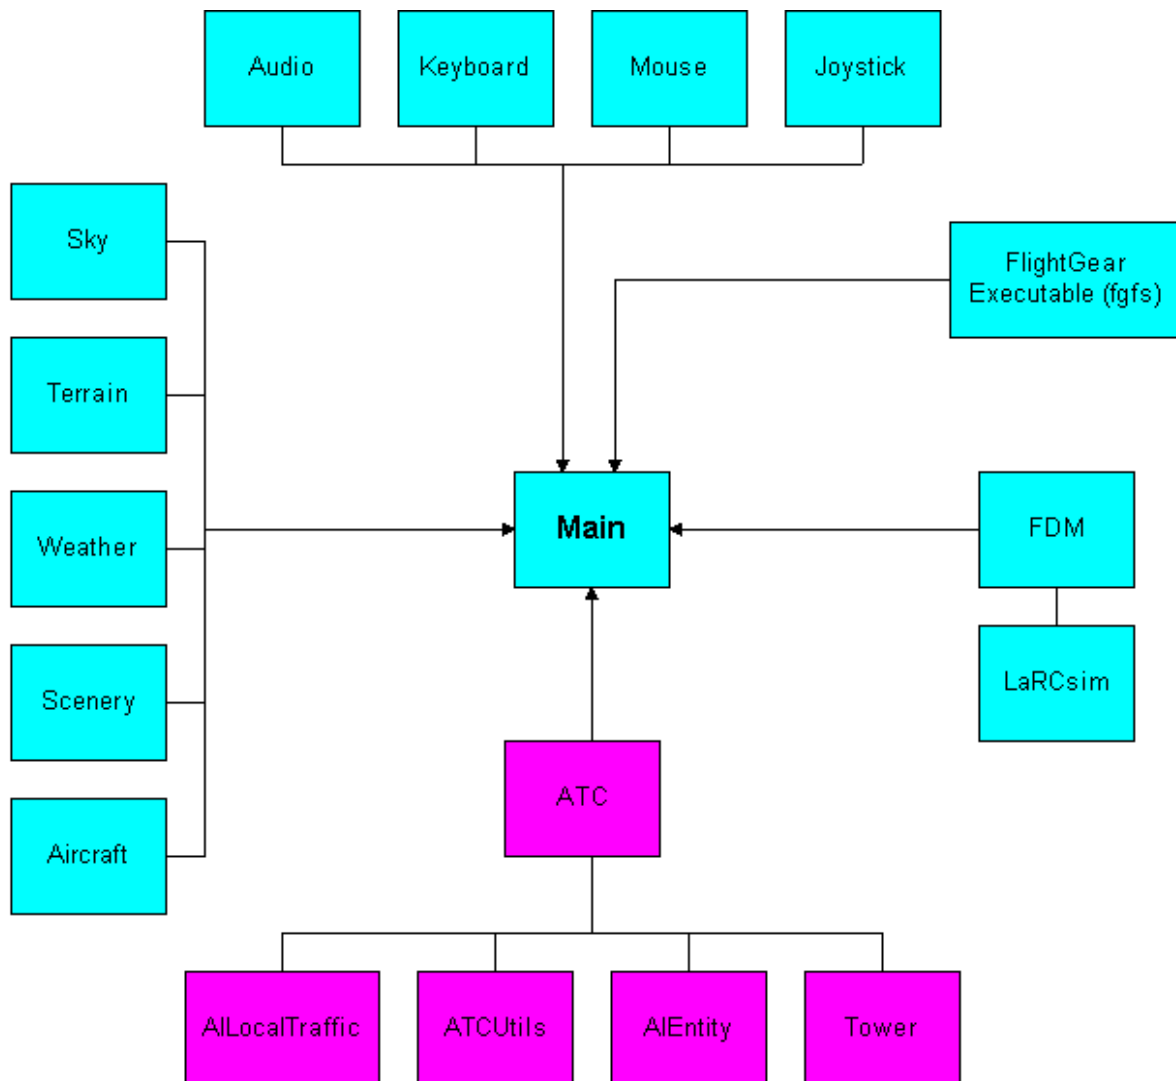 Audio
Keyboard
Mouse
Joystick
Sky
FlightGear
Executable (fgfs)
Terrain
Weather
Main
FDM
Scenery
LaRCsim
ATC
Aircraft
AILocalTraffic
ATCUtils
AIEntity
Tower